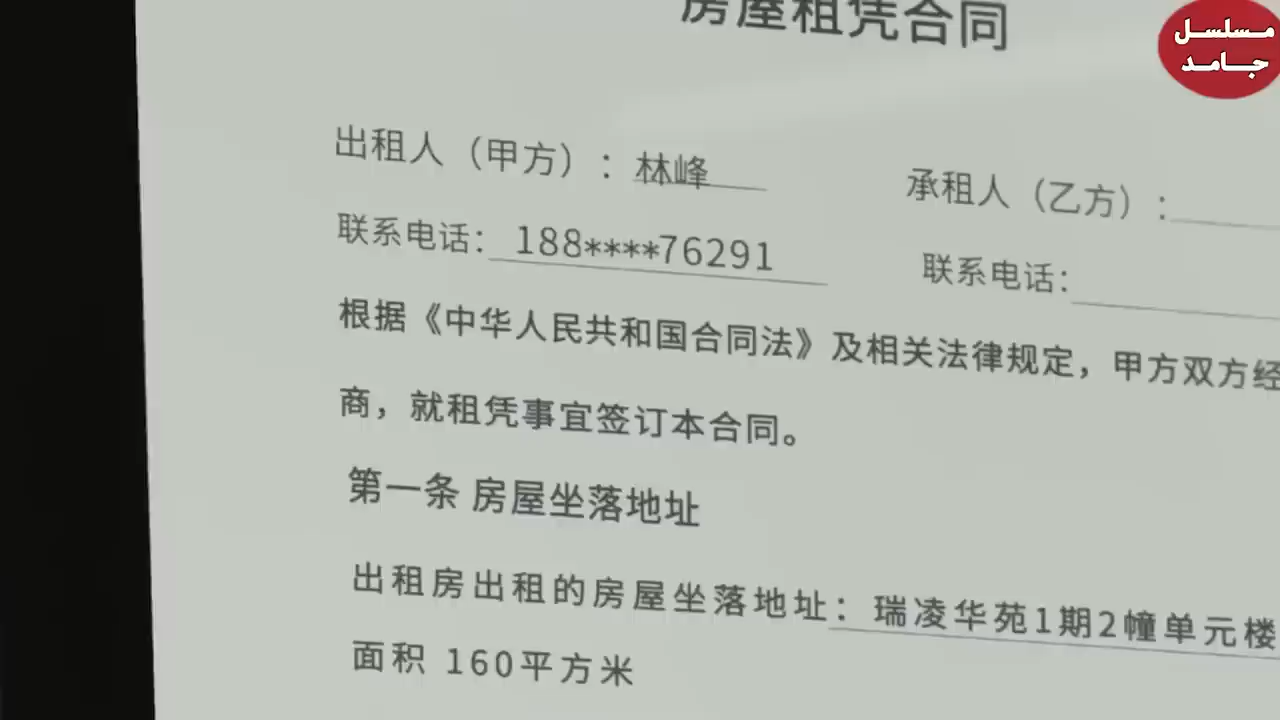 房屋租凭合同
مسلسل
جامد
出租人（甲方）：林峰
承租人（乙方）：
联系电话：188****76291
联系电话：
根据《中华人民共和国合同法》及相关法律规定，甲方双方经
商，就租凭事宜签订本合同。
第一条 房屋坐落地址
出租房出租的房屋坐落地址：瑞凌华苑1期2幢单元楼
面积 160平方米